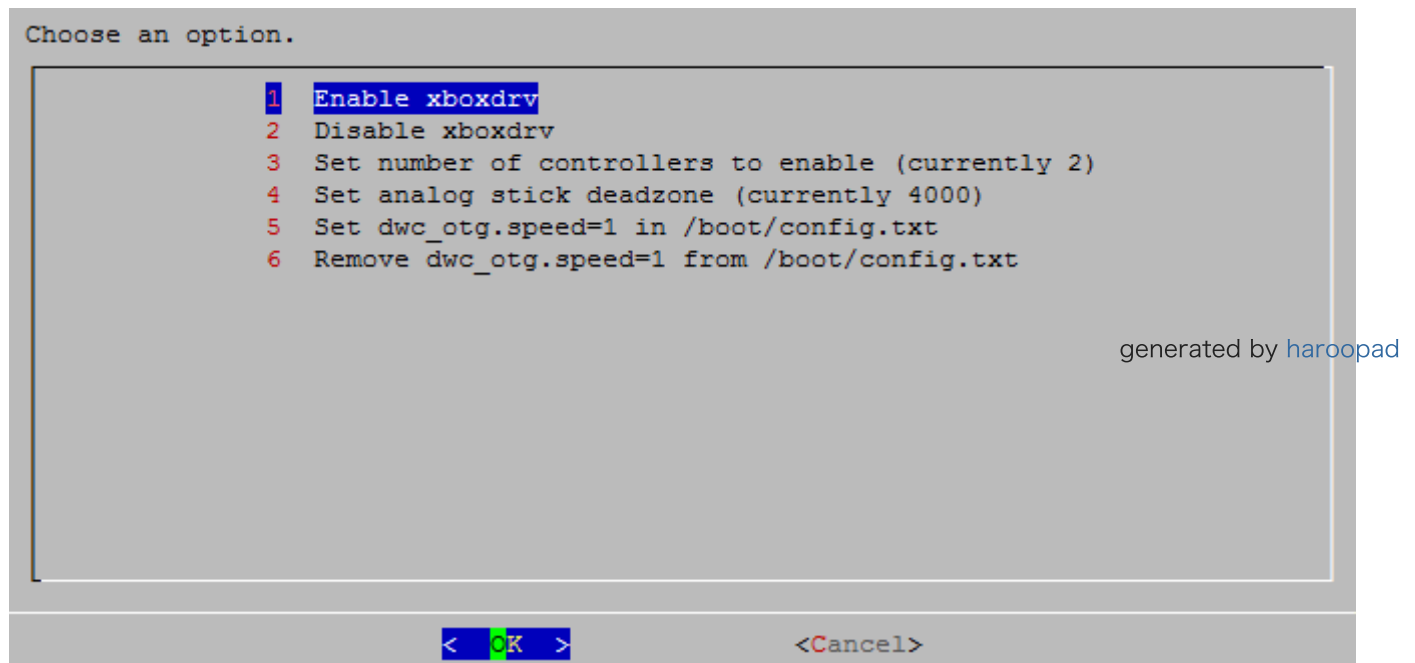 Choose an option.
1 Enable xboxdrv
2 Disable xboxdrv
3 Set number of controllers to enable (currently 2)
4 Set analog stick deadzone (currently 4000)
5 Set dwc_otg.speed=1 in /boot/config.txt
6 Remove dwc_otg.speed=1 from /boot/config.txt
generated by haroopad
< OK > <Cancel>